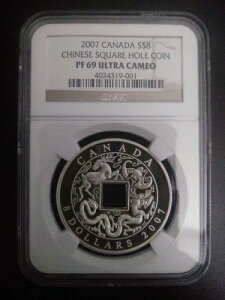 2007 CANADA S$8
CHINESE SQUARE HOLE COIN
PF 69 ULTRA CAMEO
4034319-001
NGC
CANADA
8 DOLLARS 2007